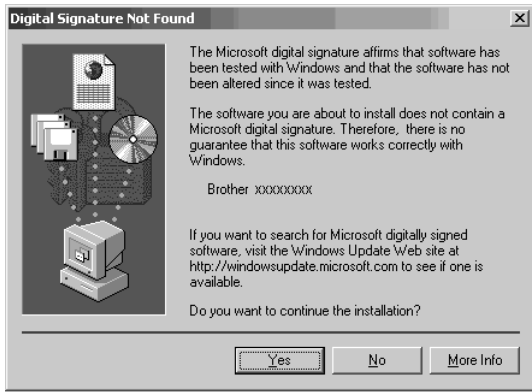 Digital Signature Not Found
The Microsoft digital signature affirms that software has
been tested with Windows and that the software has not
been altered since it was tested.
The software you are about to install does not contain a
Microsoft digital signature. Therefore, there is no
guarantee that this software works correctly with
Windows.
Brother xxxxxxxx
If you want to search for Microsoft digitally signed
software, visit the Windows Update Web site at
http://windowsupdate.microsoft.com to see if one is
available.
Do you want to continue the installation?
Yes No More Info